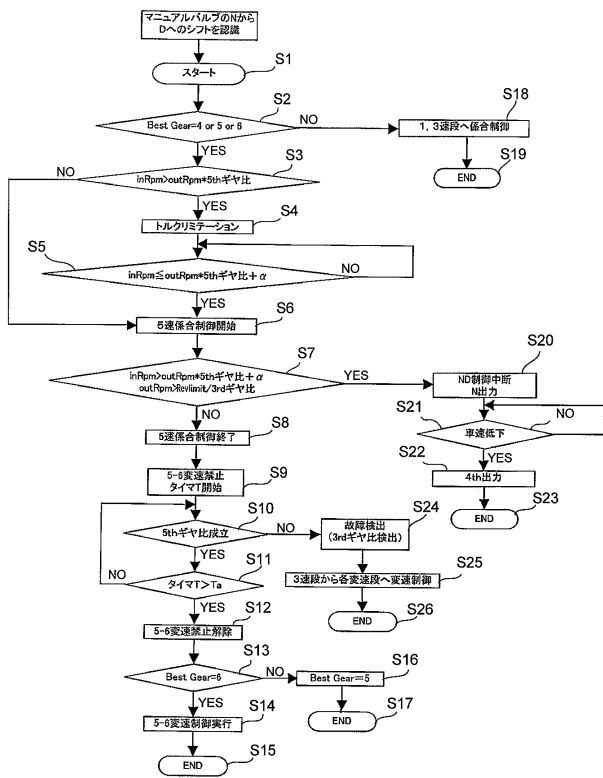 マニュアルバルブのNから
Dへのシフトを認識
スタート
S1
Best Gear=4 or 5 or 6
S2
NO
1, 3速段へ係合制御
S18
END
S19
YES
inRpm>outRpm*5thギヤ比
S3
NO
YES
トルクリミテーション
S4
inRpm≦outRpm*5thギヤ比+α
S5
NO
YES
5速係合制御開始
S6
inRpm>outRpm*5thギヤ比+α
outRpm>Revlimit/3rdギヤ比
S7
YES
ND制御中断
N出力
S20
NO
車速低下
S21
NO
YES
4th出力
S22
END
S23
5速係合制御終了
S8
5-6変速禁止
タイマT開始
S9
5thギヤ比成立
S10
NO
故障検出
(3rdギヤ比検出)
S24
3速段から各変速段へ変速制御
S25
END
S26
YES
タイマT>Ta
S11
NO
YES
5-6変速禁止解除
S12
Best Gear=6
S13
NO
Best Gear=5
S16
END
S17
YES
5-6変速制御実行
S14
END
S15